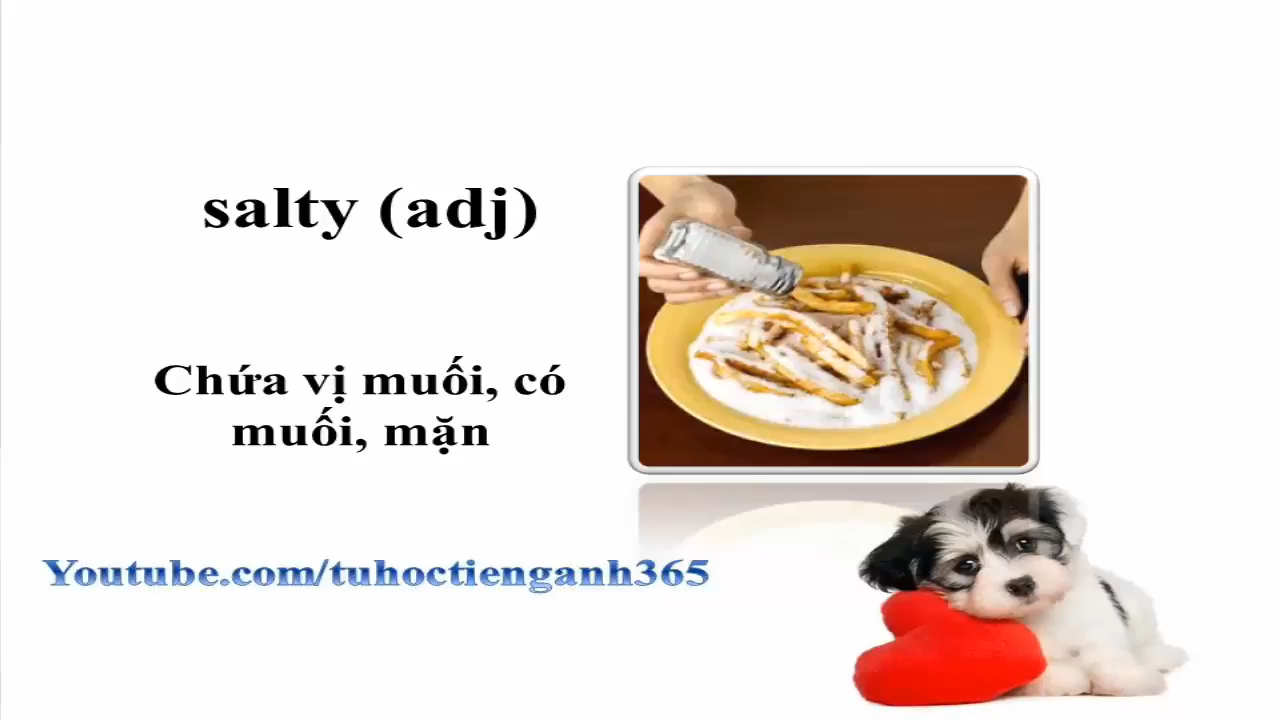 salty (adj)
Chứa vị muối, có
muối, mặn
Youtube.com/tuhoctienganh365